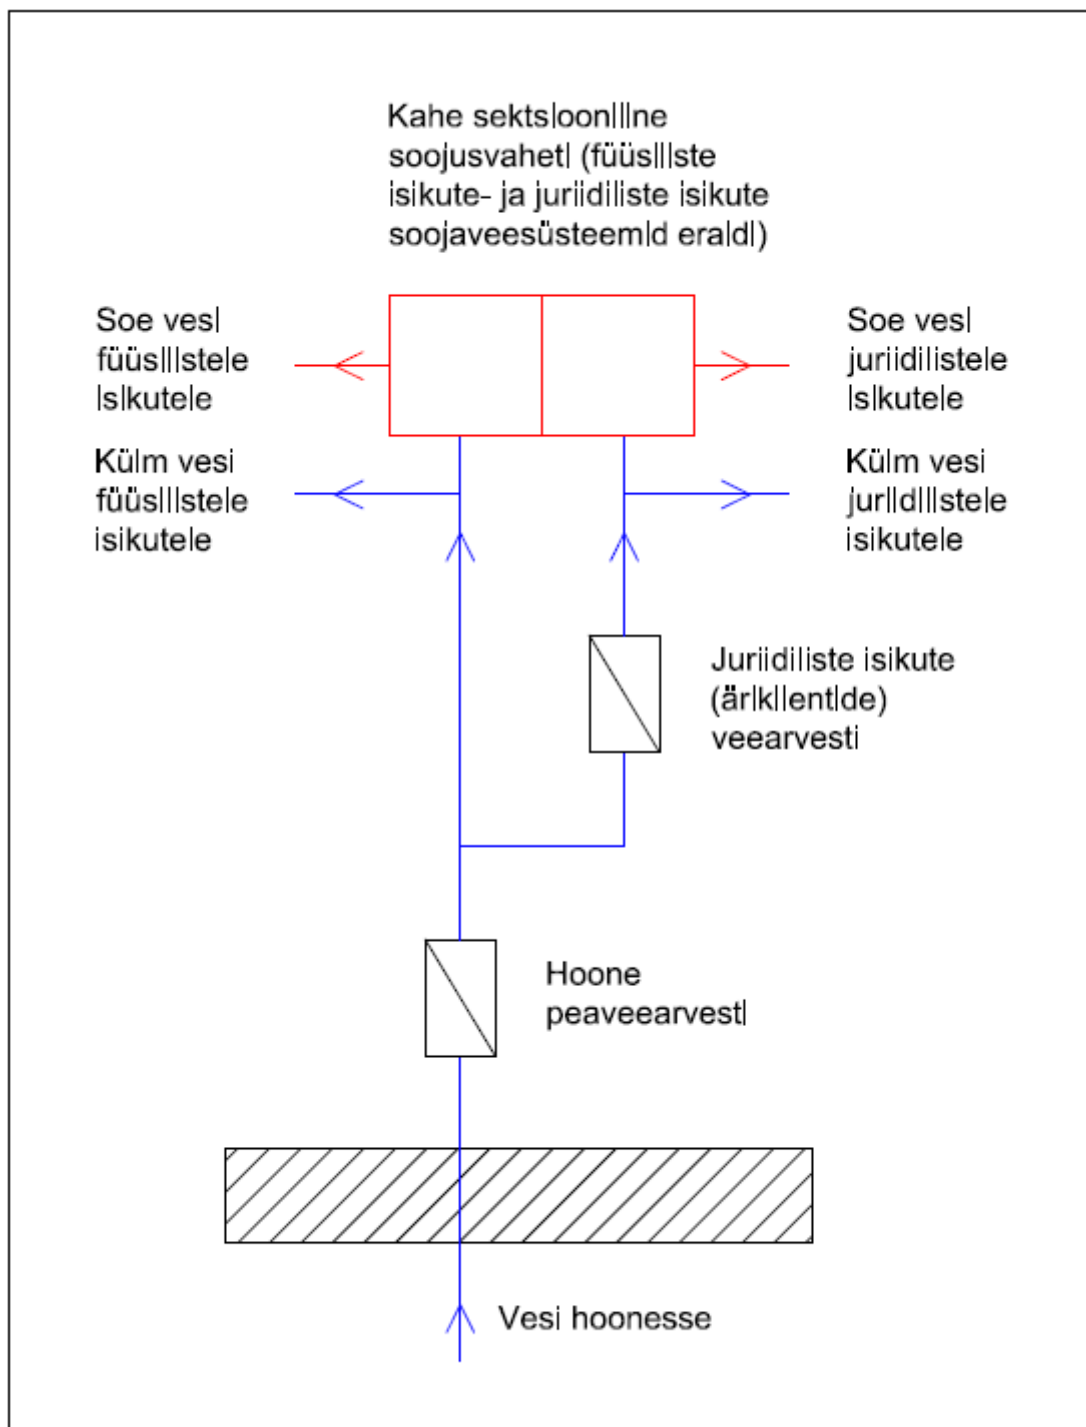 Kahe sektsiooniline
soojusvaheti (füüsiliste
isikute- ja juriidiliste isikute
soojaveesüsteemid eraldi)
Soe vesi
füüsilistele
isikutele
Soe vesi
juriidilistele
isikutele
Külm vesi
füüsilistele
isikutele
Külm vesi
juriidilistele
isikutele
Juriidiliste isikute
(äriklientide)
veearvesti
Hoone
peaveearvesti
Vesi hoonesse